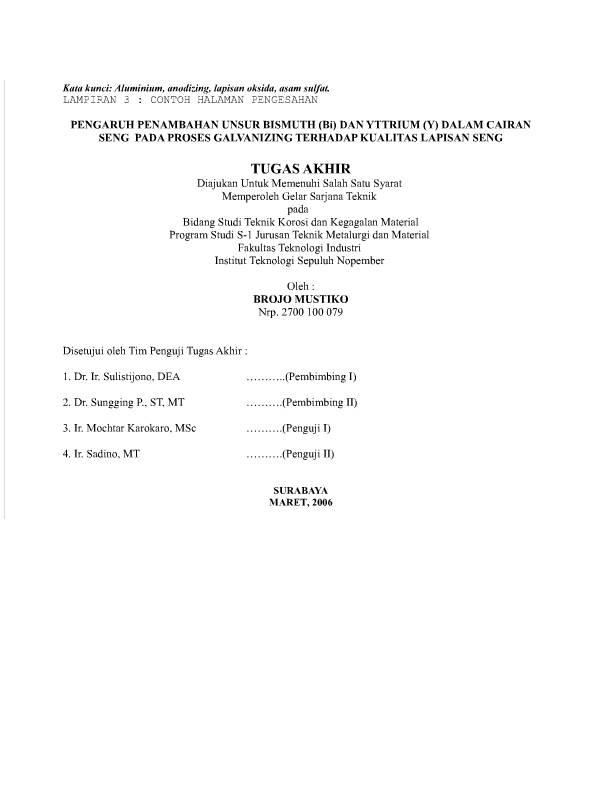 Kata kunci: Aluminium, anodizing, lapisan oksida, asam sulfat.
LAMPIRAN 3 : CONTOH HALAMAN PENGESAHAN
PENGARUH PENAMBAHAN UNSUR BISMUTH (Bi) DAN YTTRIUM (Y) DALAM CAIRAN
SENG PADA PROSES GALVANIZING TERHADAP KUALITAS LAPISAN SENG
TUGAS AKHIR
Diajukan Untuk Memenuhi Salah Satu Syarat
Memperoleh Gelar Sarjana Teknik
pada
Bidang Studi Teknik Korosi dan Kegagalan Material
Program Studi S-1 Jurusan Teknik Metalurgi dan Material
Fakultas Teknologi Industri
Institut Teknologi Sepuluh Nopember
Oleh :
BROJO MUSTIKO
Nrp. 2700 100 079
Disetujui oleh Tim Penguji Tugas Akhir :
1. Dr. Ir. Sulistijono, DEA ………..(Pembimbing I)
2. Dr. Sungging P., ST, MT ……….(Pembimbing II)
3. Ir. Mochtar Karokaro, MSc ……….(Penguji I)
4. Ir. Sadino, MT ……….(Penguji II)
SURABAYA
MARET, 2006